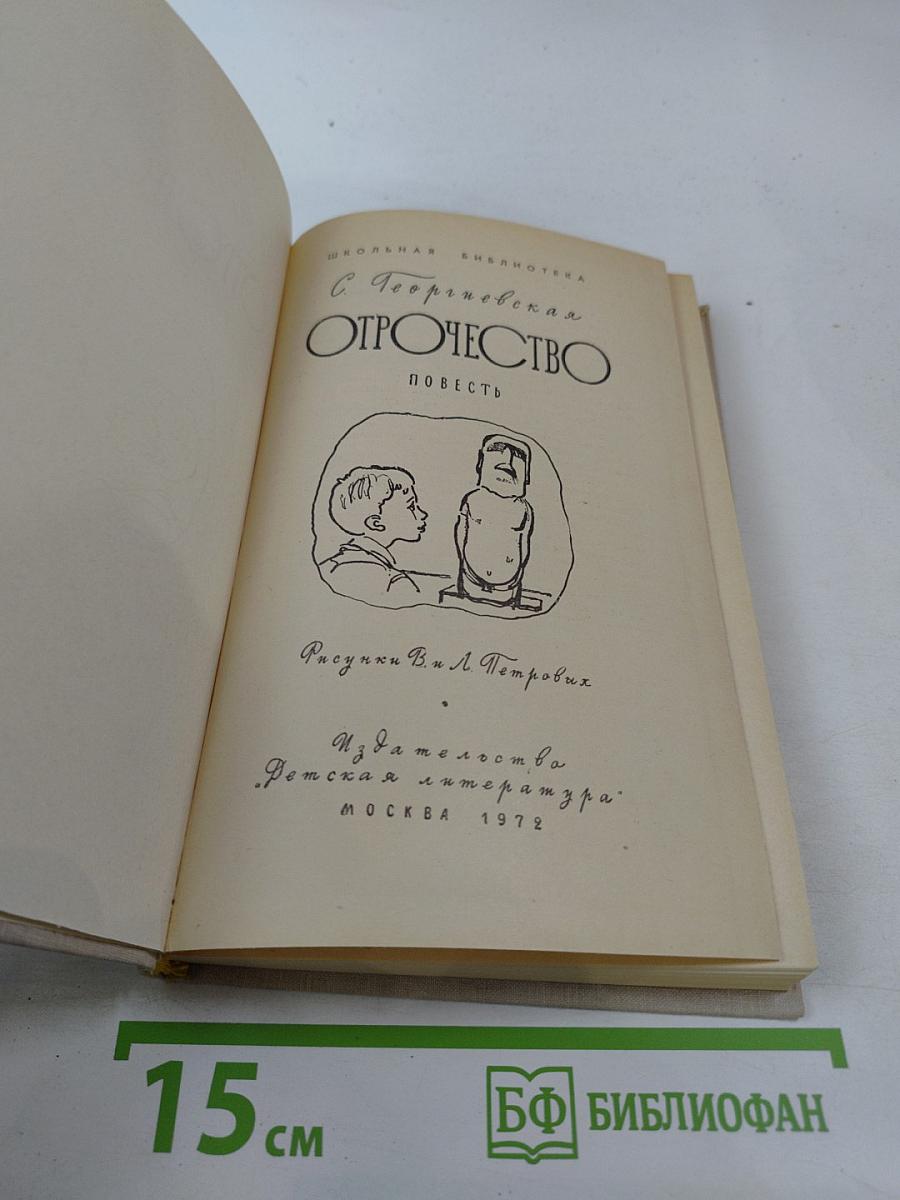 ШКОЛЬНАЯ БИБЛИОТЕКА
С. Георгиевская
ОТРОЧЕСТВО
ПОВЕСТЬ
Рисунки В. и Л. Петровых
Издательство
„Детская литература“
МОСКВА 1972
15 см
БФ БИБЛИОФАН